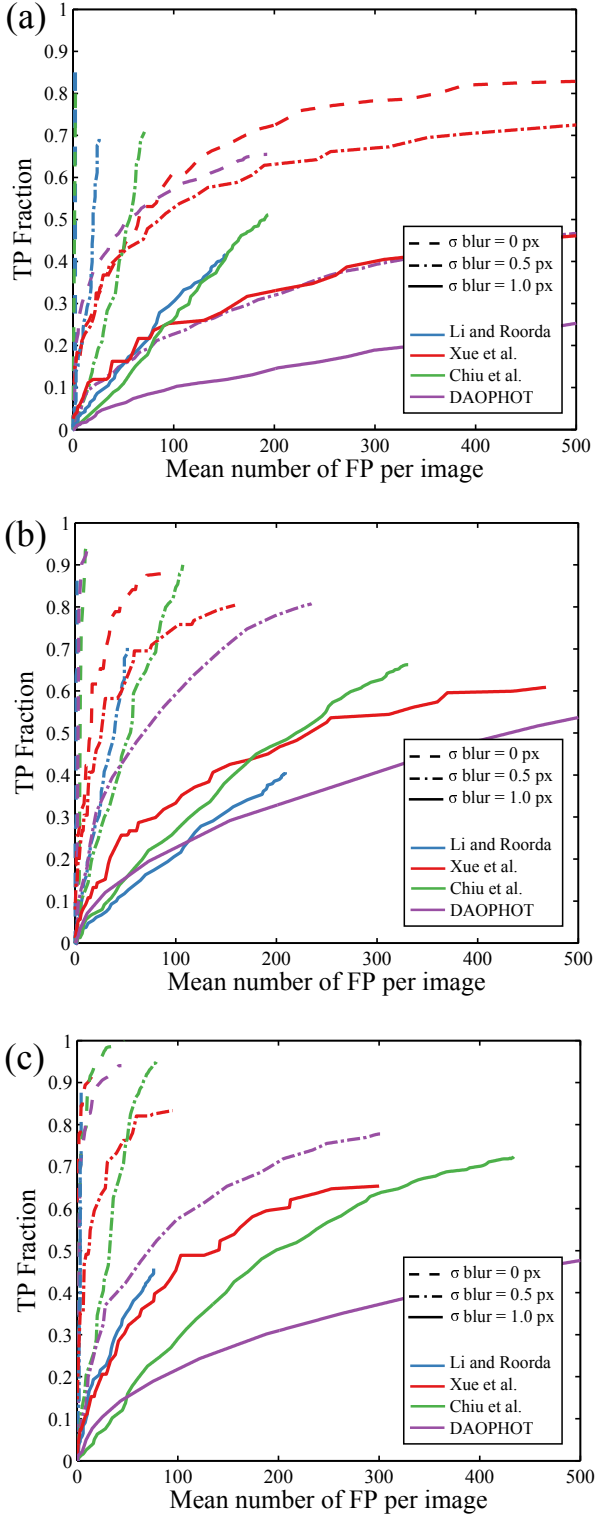 (a)
1
0.9
0.8
0.7
0.6
0.5
0.4
0.3
0.2
0.1
0
TP Fraction
σ blur = 0 px
σ blur = 0.5 px
σ blur = 1.0 px
Li and Roorda
Xue et al.
Chiu et al.
DAOPHOT
0 100 200 300 400 500
Mean number of FP per image
(b)
1
0.9
0.8
0.7
0.6
0.5
0.4
0.3
0.2
0.1
0
TP Fraction
σ blur = 0 px
σ blur = 0.5 px
σ blur = 1.0 px
Li and Roorda
Xue et al.
Chiu et al.
DAOPHOT
0 100 200 300 400 500
Mean number of FP per image
(c)
1
0.9
0.8
0.7
0.6
0.5
0.4
0.3
0.2
0.1
0
TP Fraction
σ blur = 0 px
σ blur = 0.5 px
σ blur = 1.0 px
Li and Roorda
Xue et al.
Chiu et al.
DAOPHOT
0 100 200 300 400 500
Mean number of FP per image